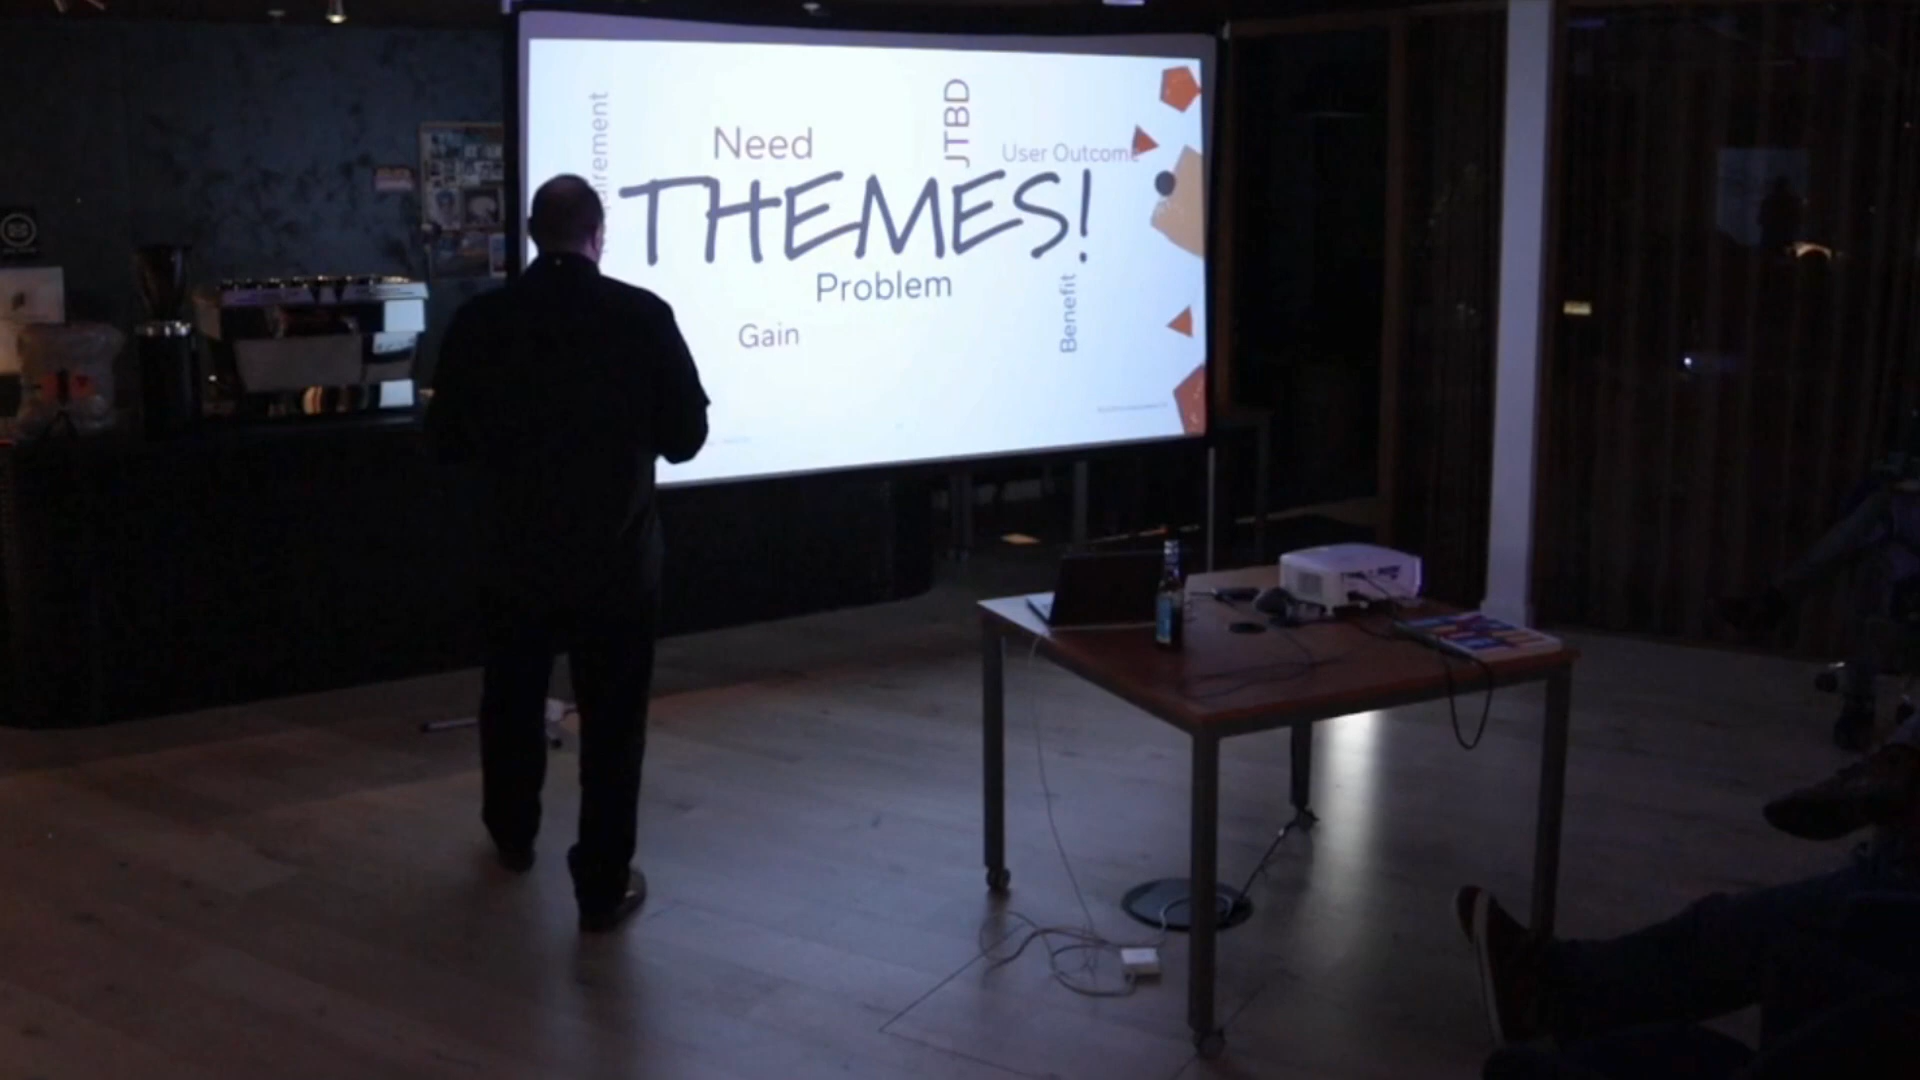 Need
JTBD
User Outcome
THEMES!
Problem
Benefit
Gain